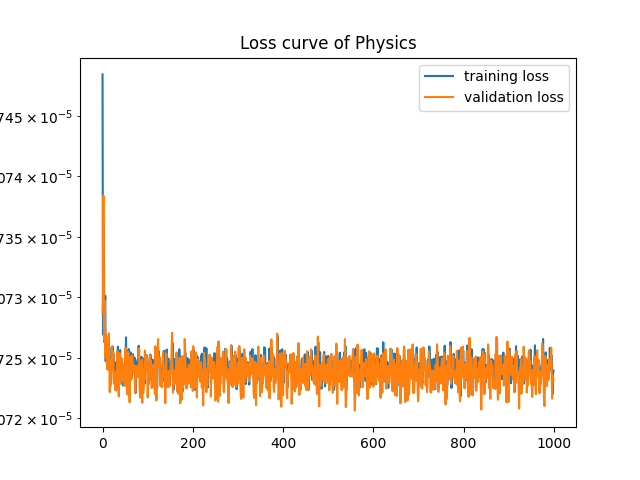 Loss curve of Physics
training loss
validation loss
745 × 10⁻⁵
074 × 10⁻⁵
735 × 10⁻⁵
073 × 10⁻⁵
725 × 10⁻⁵
072 × 10⁻⁵
0 200 400 600 800 1000